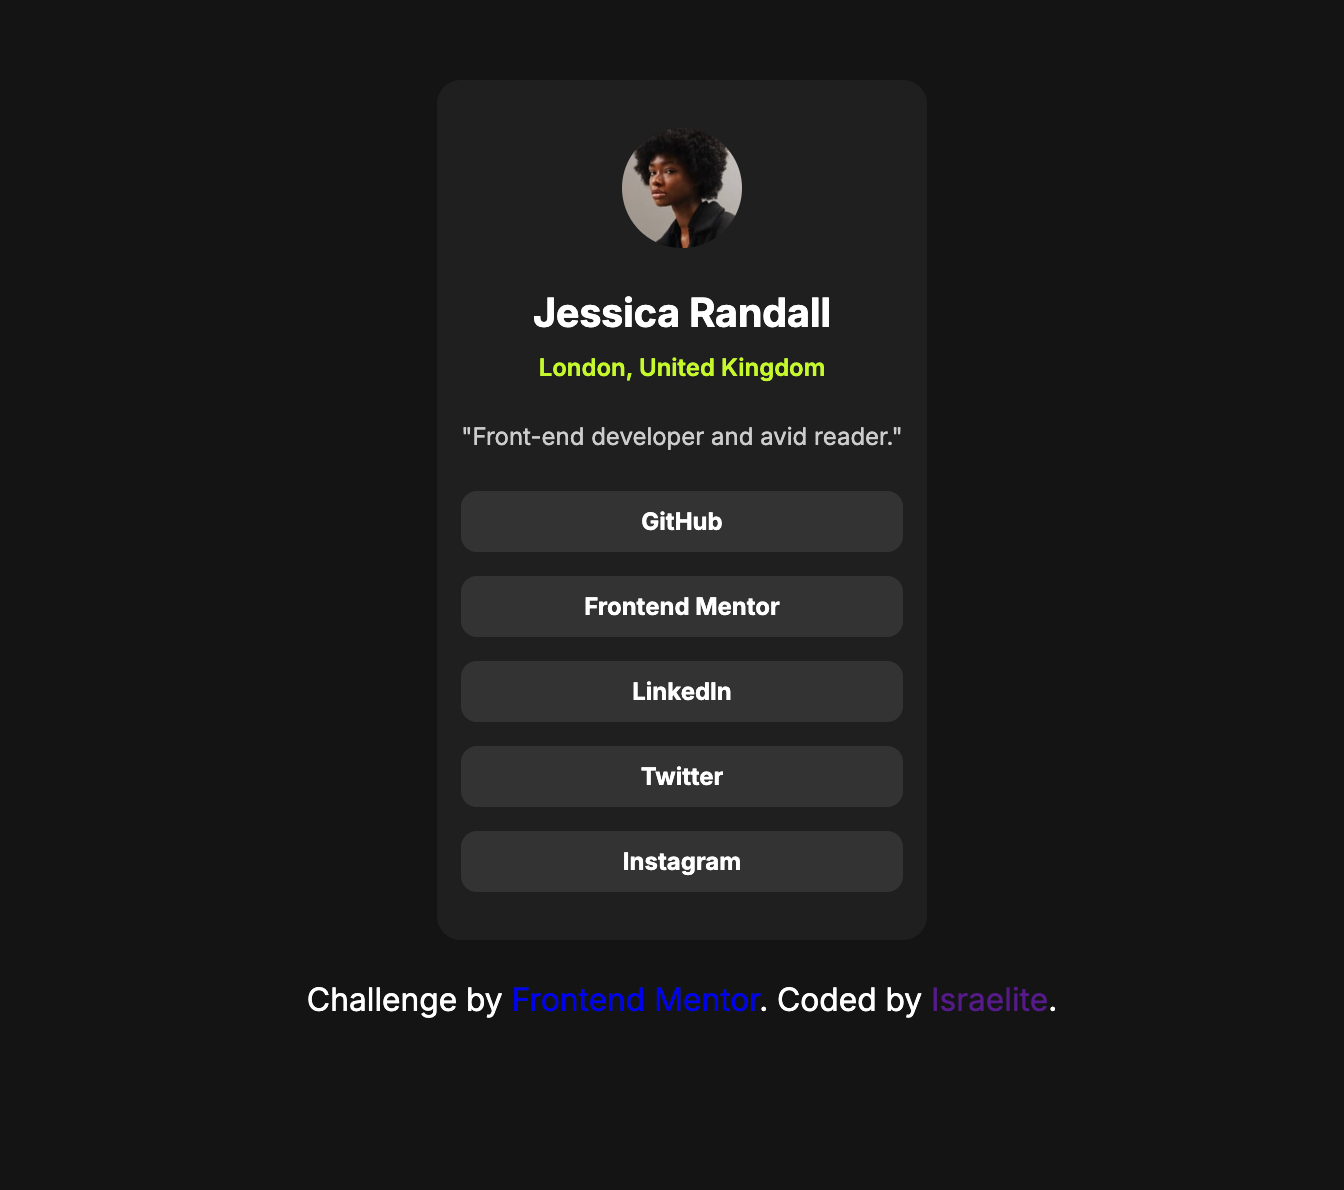 Jessica Randall
London, United Kingdom
"Front-end developer and avid reader."
GitHub
Frontend Mentor
LinkedIn
Twitter
Instagram
Challenge by Frontend Mentor. Coded by Israelite.